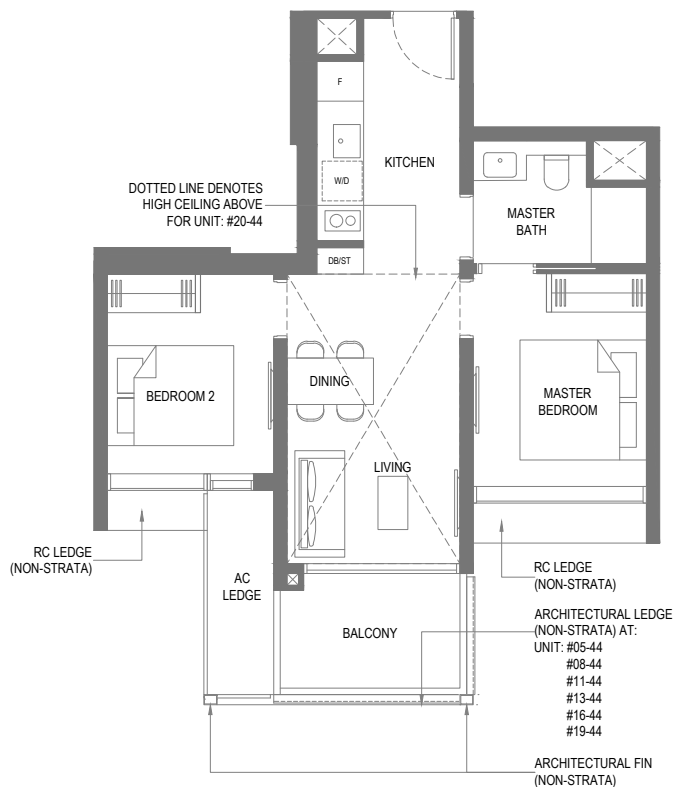 F
KITCHEN
W/D
DOTTED LINE DENOTES
HIGH CEILING ABOVE
FOR UNIT: #20-44
MASTER
BATH
DB/ST
DINING
BEDROOM 2
MASTER
BEDROOM
LIVING
RC LEDGE
(NON-STRATA)
AC
LEDGE
RC LEDGE
(NON-STRATA)
BALCONY
ARCHITECTURAL LEDGE
(NON-STRATA) AT:
UNIT: #05-44
#08-44
#11-44
#13-44
#16-44
#19-44
ARCHITECTURAL FIN
(NON-STRATA)